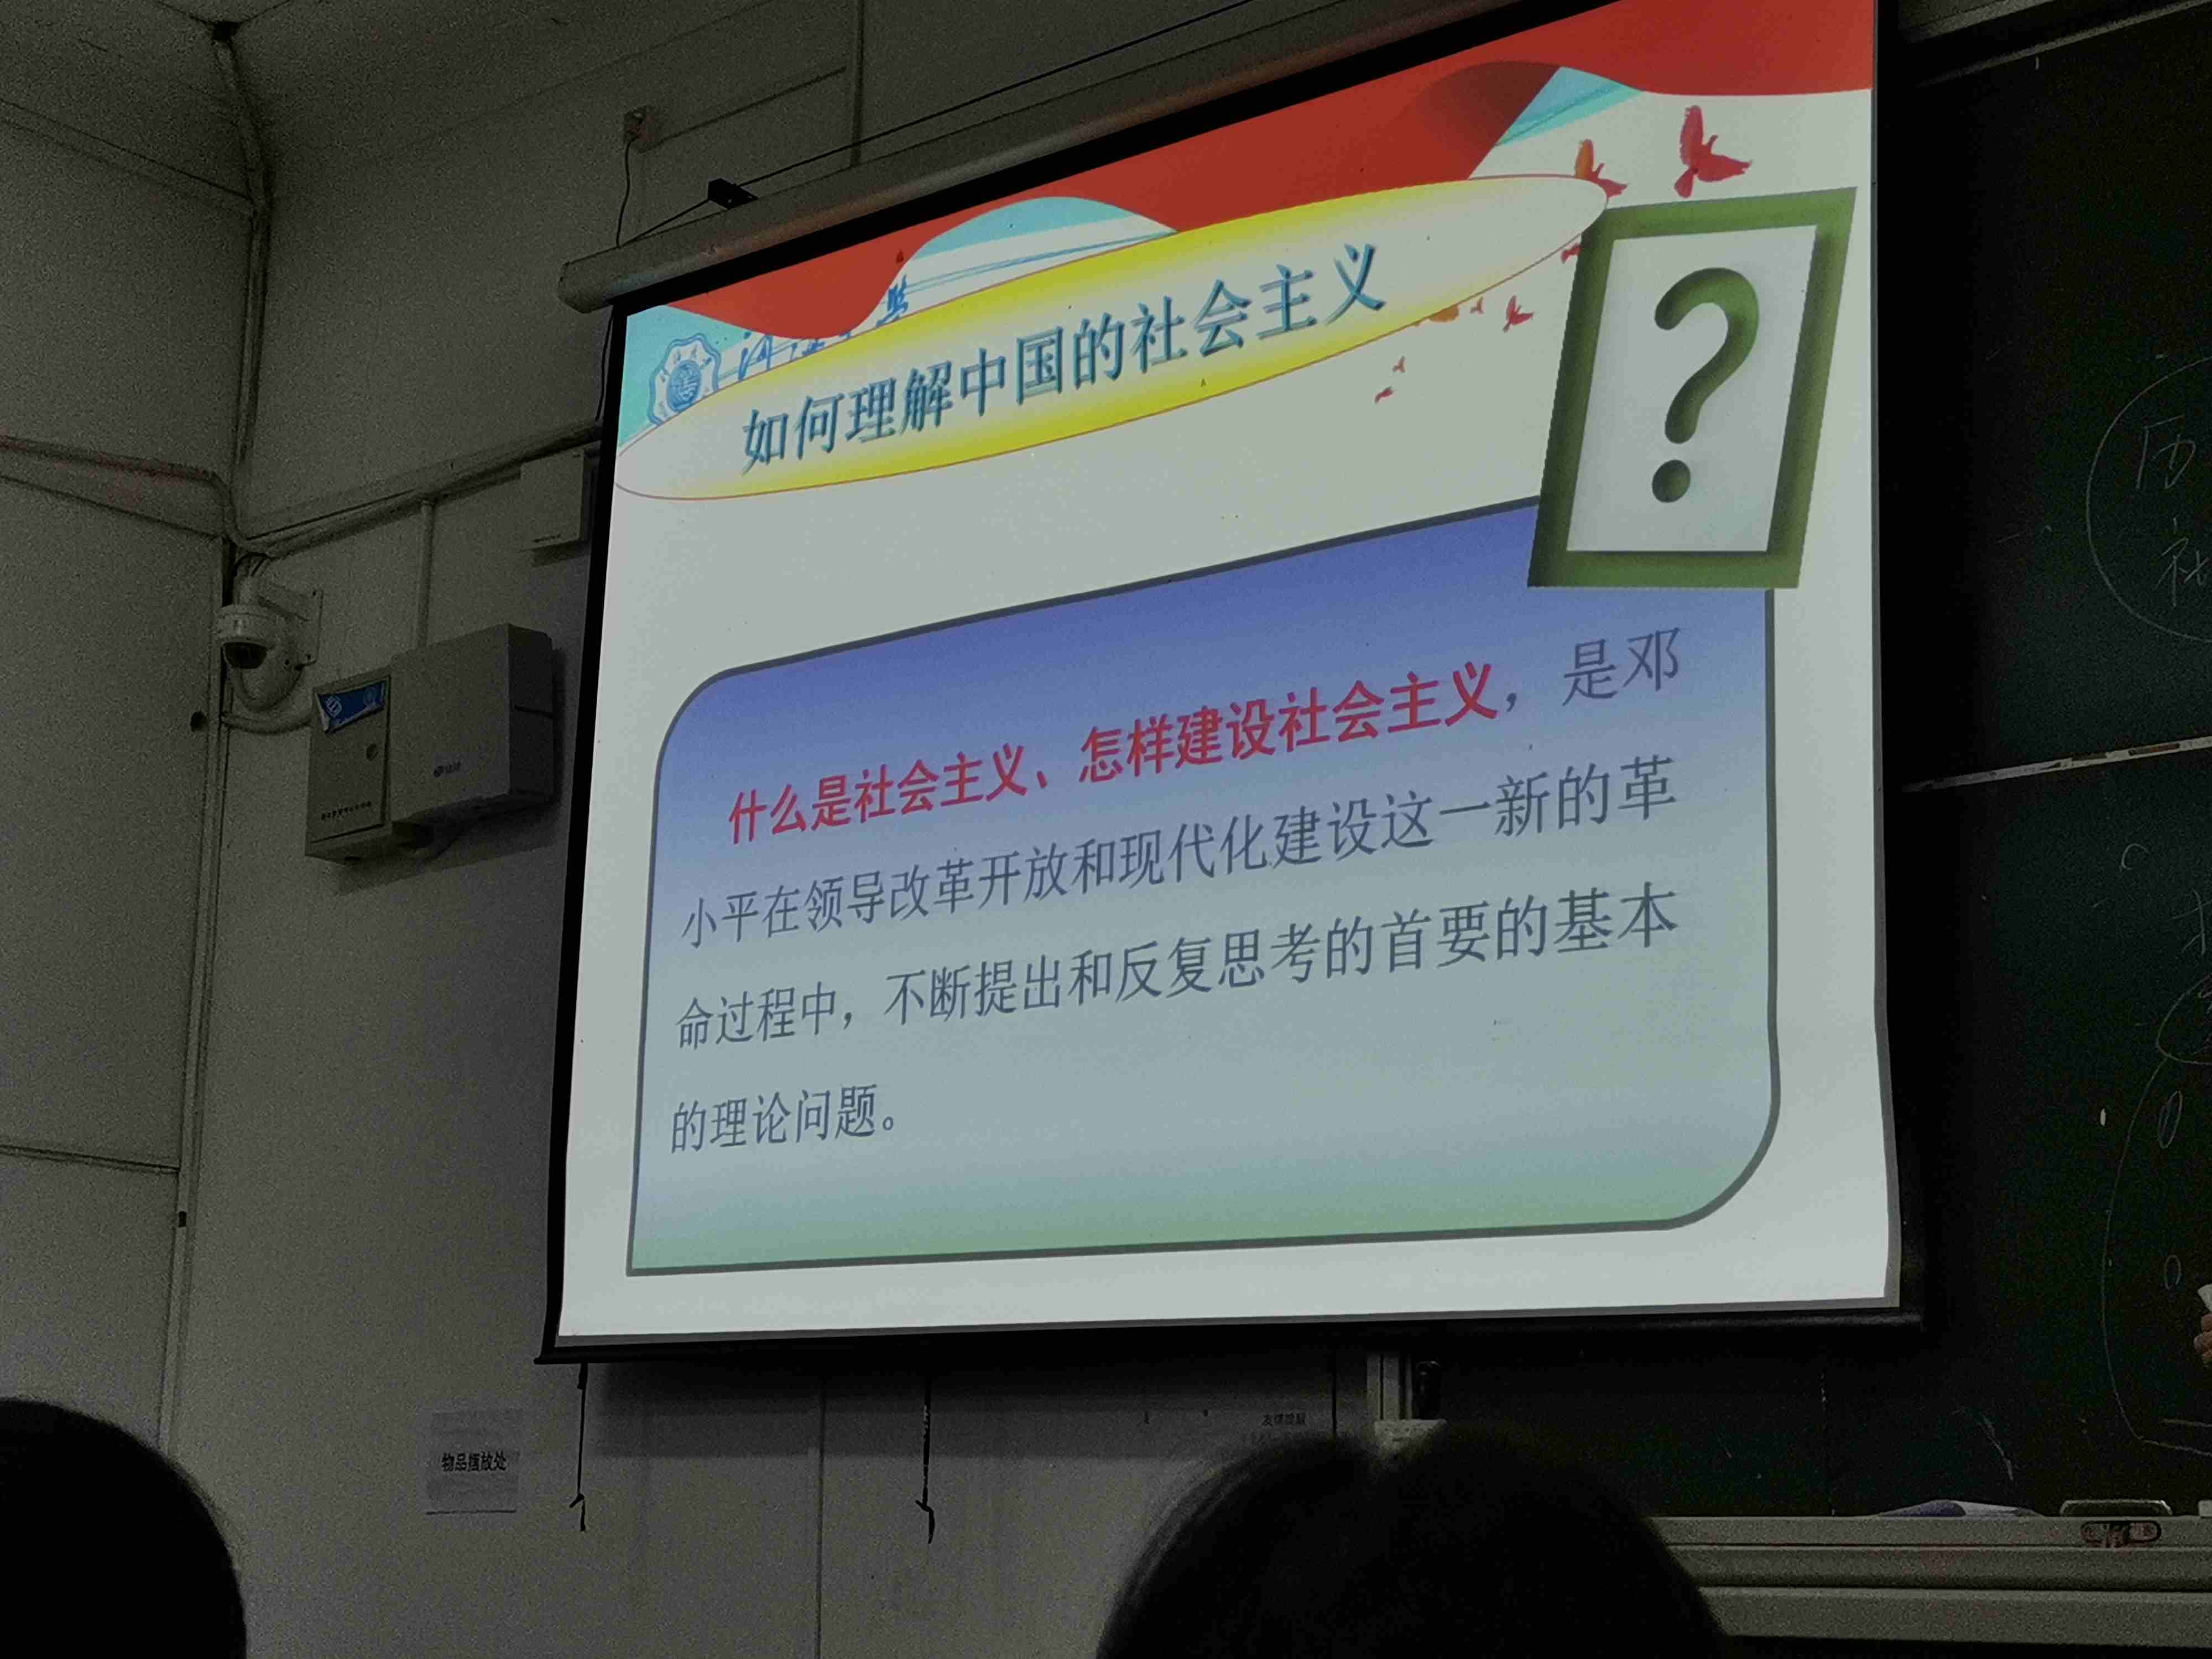 如何理解中国的社会主义
?
什么是社会主义、怎样建设社会主义，是邓
小平在领导改革开放和现代化建设这一新的革
命过程中，不断提出和反复思考的首要的基本
的理论问题。
历
社
物品摆放处